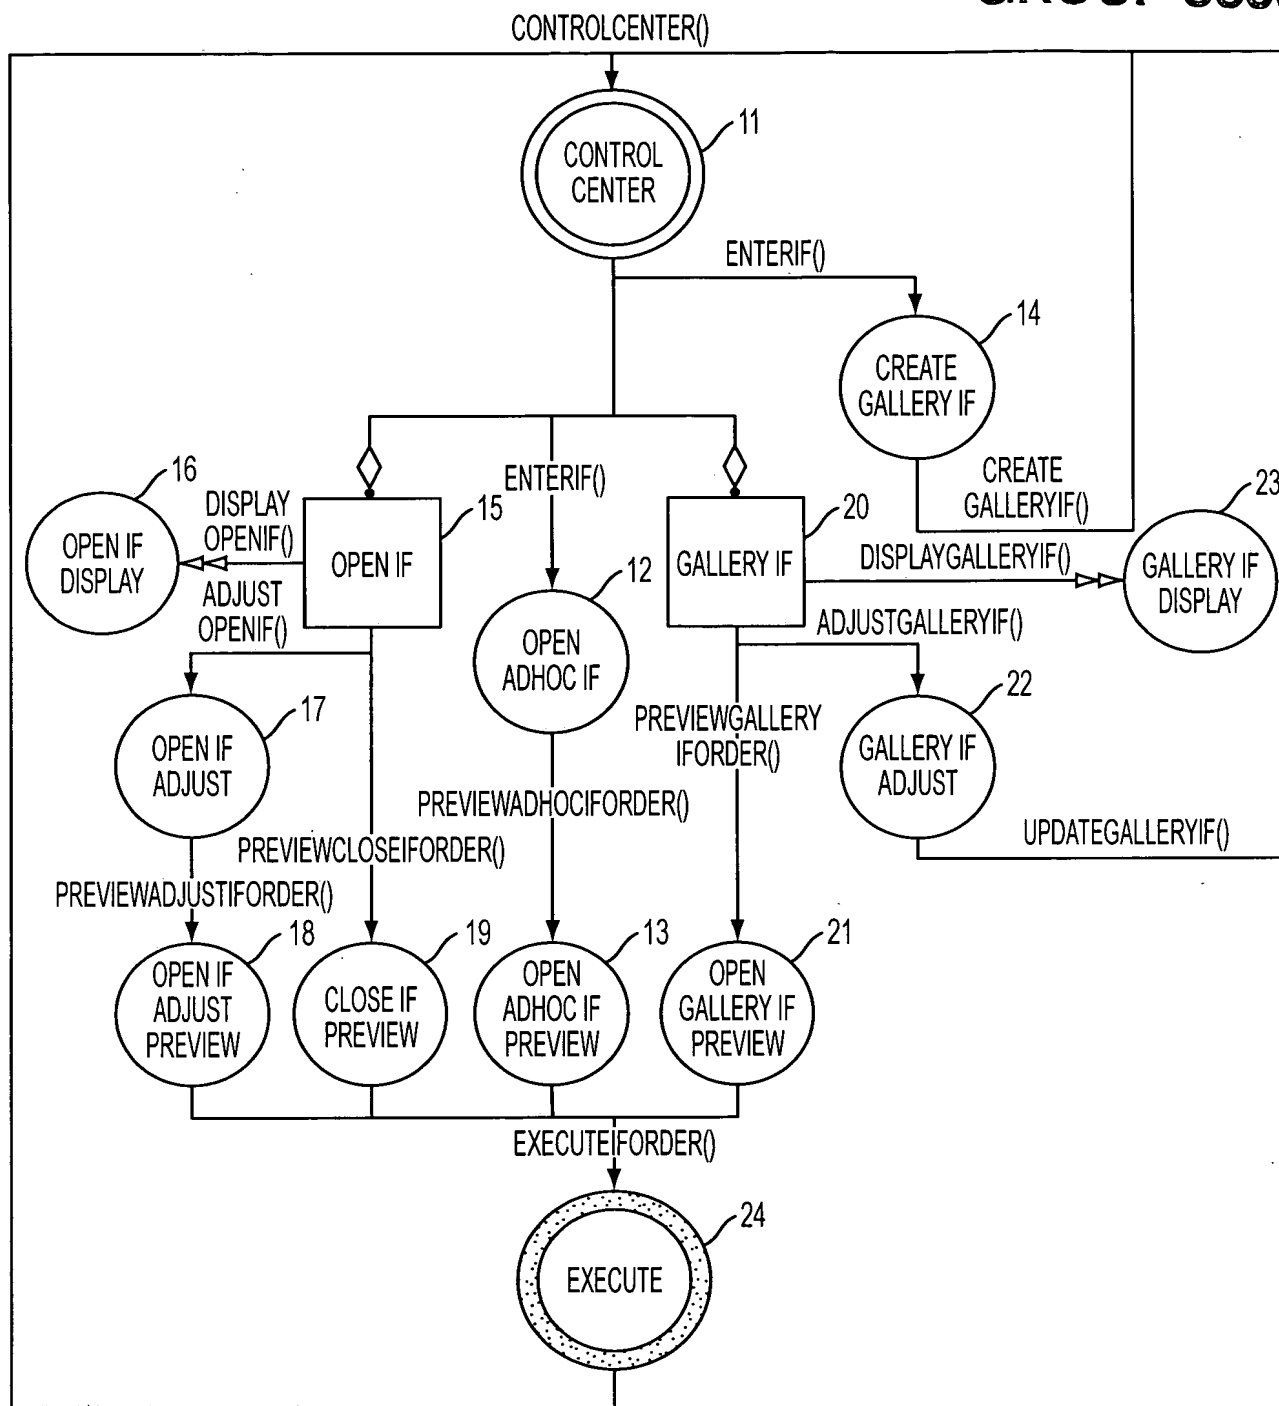 CONTROLCENTER()
11
CONTROL
CENTER
ENTERIF()
14
CREATE
GALLERY IF
16
DISPLAY
OPENIF()
ENTERIF()
15
20
CREATE
GALLERYIF()
23
OPEN IF
DISPLAY
OPEN IF
GALLERY IF
DISPLAYGALLERYIF()
GALLERY IF
DISPLAY
12
ADJUST
OPENIF()
ADJUSTGALLERYIF()
OPEN
ADHOC IF
17
22
PREVIEWGALLERY
IFORDER()
OPEN IF
ADJUST
GALLERY IF
ADJUST
PREVIEWADHOCIFORDER()
UPDATEGALLERYIF()
PREVIEWCLOSEIFORDER()
PREVIEWADJUSTIFORDER()
18
19
13
21
OPEN IF
ADJUST
PREVIEW
CLOSE IF
PREVIEW
OPEN
ADHOC IF
PREVIEW
OPEN
GALLERY IF
PREVIEW
EXECUTEIFORDER()
24
EXECUTE